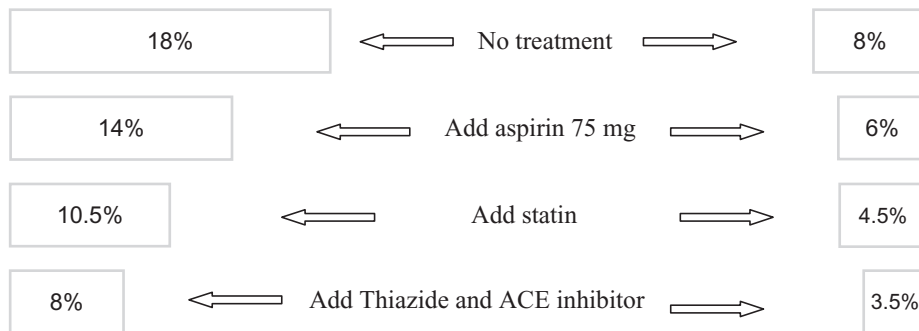 18% No treatment 8%
14% Add aspirin 75 mg 6%
10.5% Add statin 4.5%
8% Add Thiazide and ACE inhibitor 3.5%